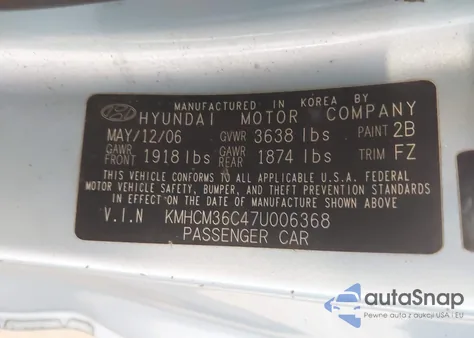 MANUFACTURED IN KOREA BY
HYUNDAI MOTOR COMPANY
MAY/12/06 GVWR 3638 lbs PAINT 2B
GAWR FRONT 1918 lbs GAWR REAR 1874 lbs TRIM FZ
THIS VEHICLE CONFORMS TO ALL APPLICABLE U.S.A. FEDERAL
MOTOR VEHICLE SAFETY, BUMPER, AND THEFT PREVENTION STANDARDS
IN EFFECT ON THE DATE OF MANUFACTURE SHOWN ABOVE
V.I.N KMHCM36C47U006368
PASSENGER CAR
autoSnap
Pewne auta z aukcji USA i EU